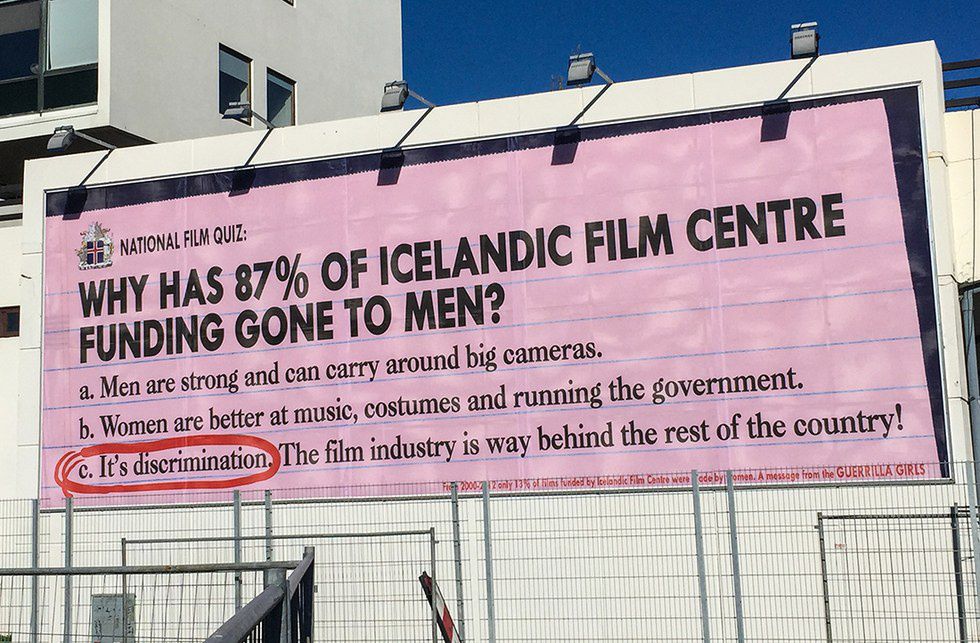 NATIONAL FILM QUIZ:
WHY HAS 87% OF ICELANDIC FILM CENTRE
FUNDING GONE TO MEN?
a. Men are strong and can carry around big cameras.
b. Women are better at music, costumes and running the government.
c. It's discrimination. The film industry is way behind the rest of the country!
2000- 2 only 13% of films funded by Icelandic Film Centre were made by women. A message from the GUERRILLA GIRLS